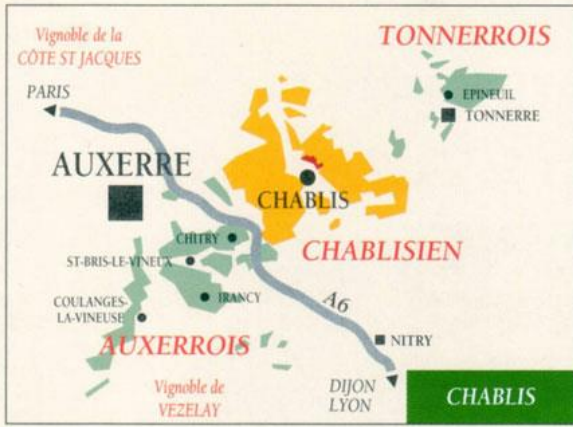 Vignoble de la
CÔTE ST JACQUES
TONNERROIS
PARIS
EPINEUIL
TONNERRE
AUXERRE
CHABLIS
CHITRY
CHABLISIEN
ST-BRIS-LE-VINEUX
IRANCY
A6
COULANGES-
LA-VINEUSE
NITRY
AUXERROIS
Vignoble de
VEZELAY
DIJON
LYON
CHABLIS